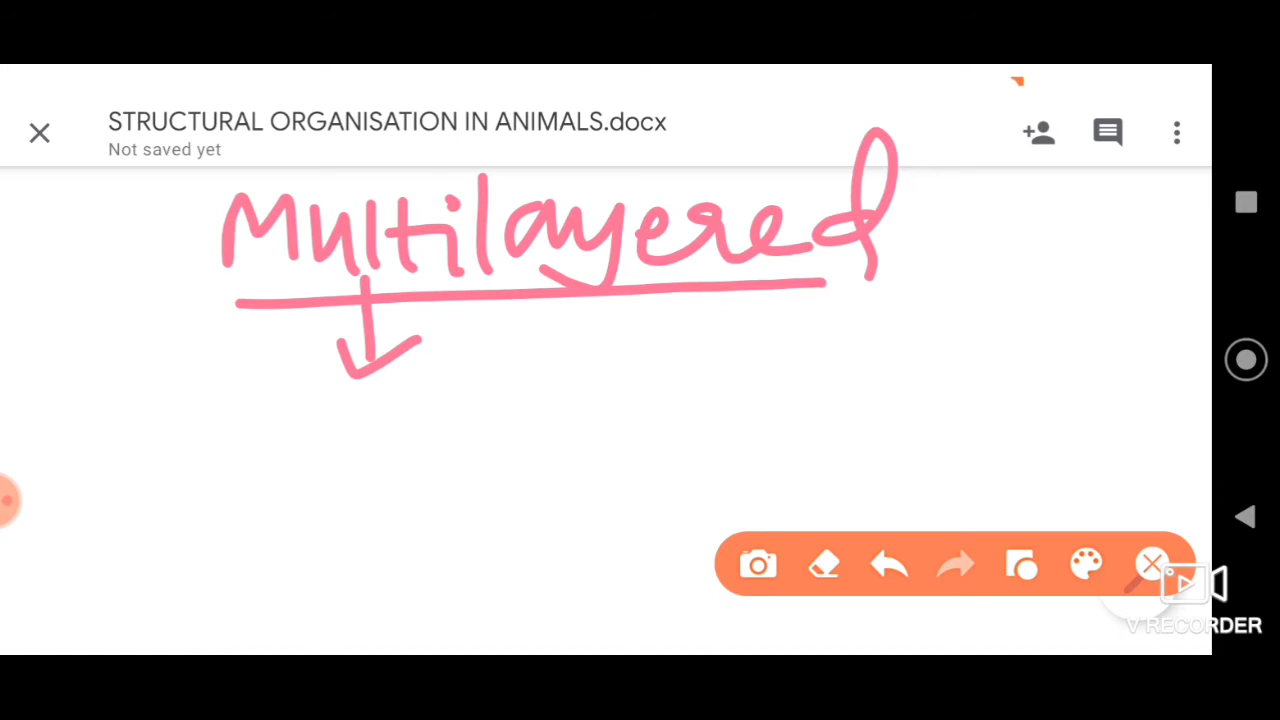 STRUCTURAL ORGANISATION IN ANIMALS.docx
Not saved yet
Multilayered
V RECORDER